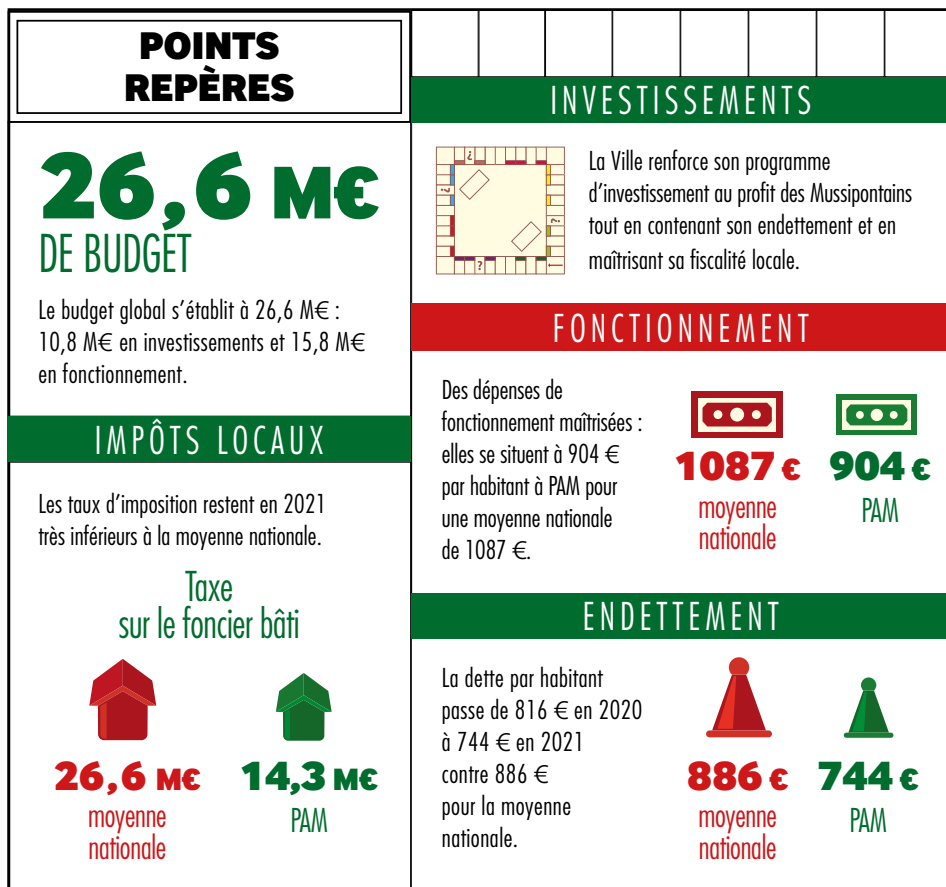 POINTS
REPÈRES
26,6 M€
DE BUDGET
Le budget global s’établit à 26,6 M€ :
10,8 M€ en investissements et 15,8 M€
en fonctionnement.
IMPÔTS LOCAUX
Les taux d’imposition restent en 2021
très inférieurs à la moyenne nationale.
Taxe
sur le foncier bâti
26,6 M€
moyenne
nationale
14,3 M€
PAM
INVESTISSEMENTS
?
?
?
?
La Ville renforce son programme
d’investissement au profit des Mussipontains
tout en contenant son endettement et en
maîtrisant sa fiscalité locale.
FONCTIONNEMENT
Des dépenses de
fonctionnement maîtrisées :
elles se situent à 904 €
par habitant à PAM pour
une moyenne nationale
de 1087 €.
1087 €
moyenne
nationale
904 €
PAM
ENDETTEMENT
La dette par habitant
passe de 816 € en 2020
à 744 € en 2021
contre 886 €
pour la moyenne
nationale.
886 €
moyenne
nationale
744 €
PAM